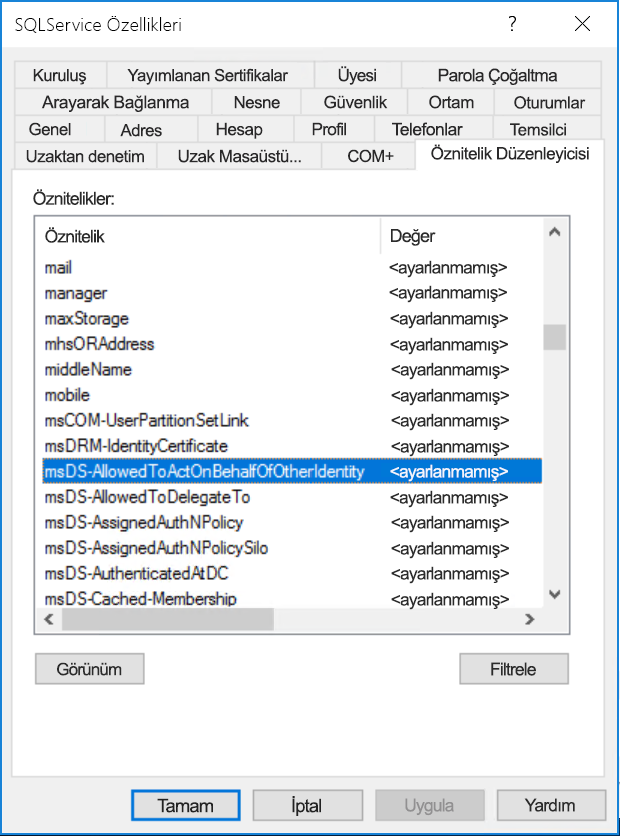 SQLService Özellikleri ?
Kuruluş Yayımlanan Sertifikalar Üyesi Parola Çoğaltma
Arayarak Bağlanma Nesne Güvenlik Ortam Oturumlar
Genel Adres Hesap Profil Telefonlar Temsilci
Uzaktan denetim Uzak Masaüstü... COM+ Öznitelik Düzenleyicisi
Öznitelikler:
Öznitelik Değer
mail <ayarlanmamış>
manager <ayarlanmamış>
maxStorage <ayarlanmamış>
mhsORAddress <ayarlanmamış>
middleName <ayarlanmamış>
mobile <ayarlanmamış>
msCOM-UserPartitionSetLink <ayarlanmamış>
msDRM-IdentityCertificate <ayarlanmamış>
msDS-AllowedToActOnBehalfOfOtherIdentity <ayarlanmamış>
msDS-AllowedToDelegateTo <ayarlanmamış>
msDS-AssignedAuthNPolicy <ayarlanmamış>
msDS-AssignedAuthNPolicySilo <ayarlanmamış>
msDS-AuthenticatedAtDC <ayarlanmamış>
msDS-Cached-Membership <ayarlanmamış>
Görünüm Filtrele
Tamam İptal Uygula Yardım